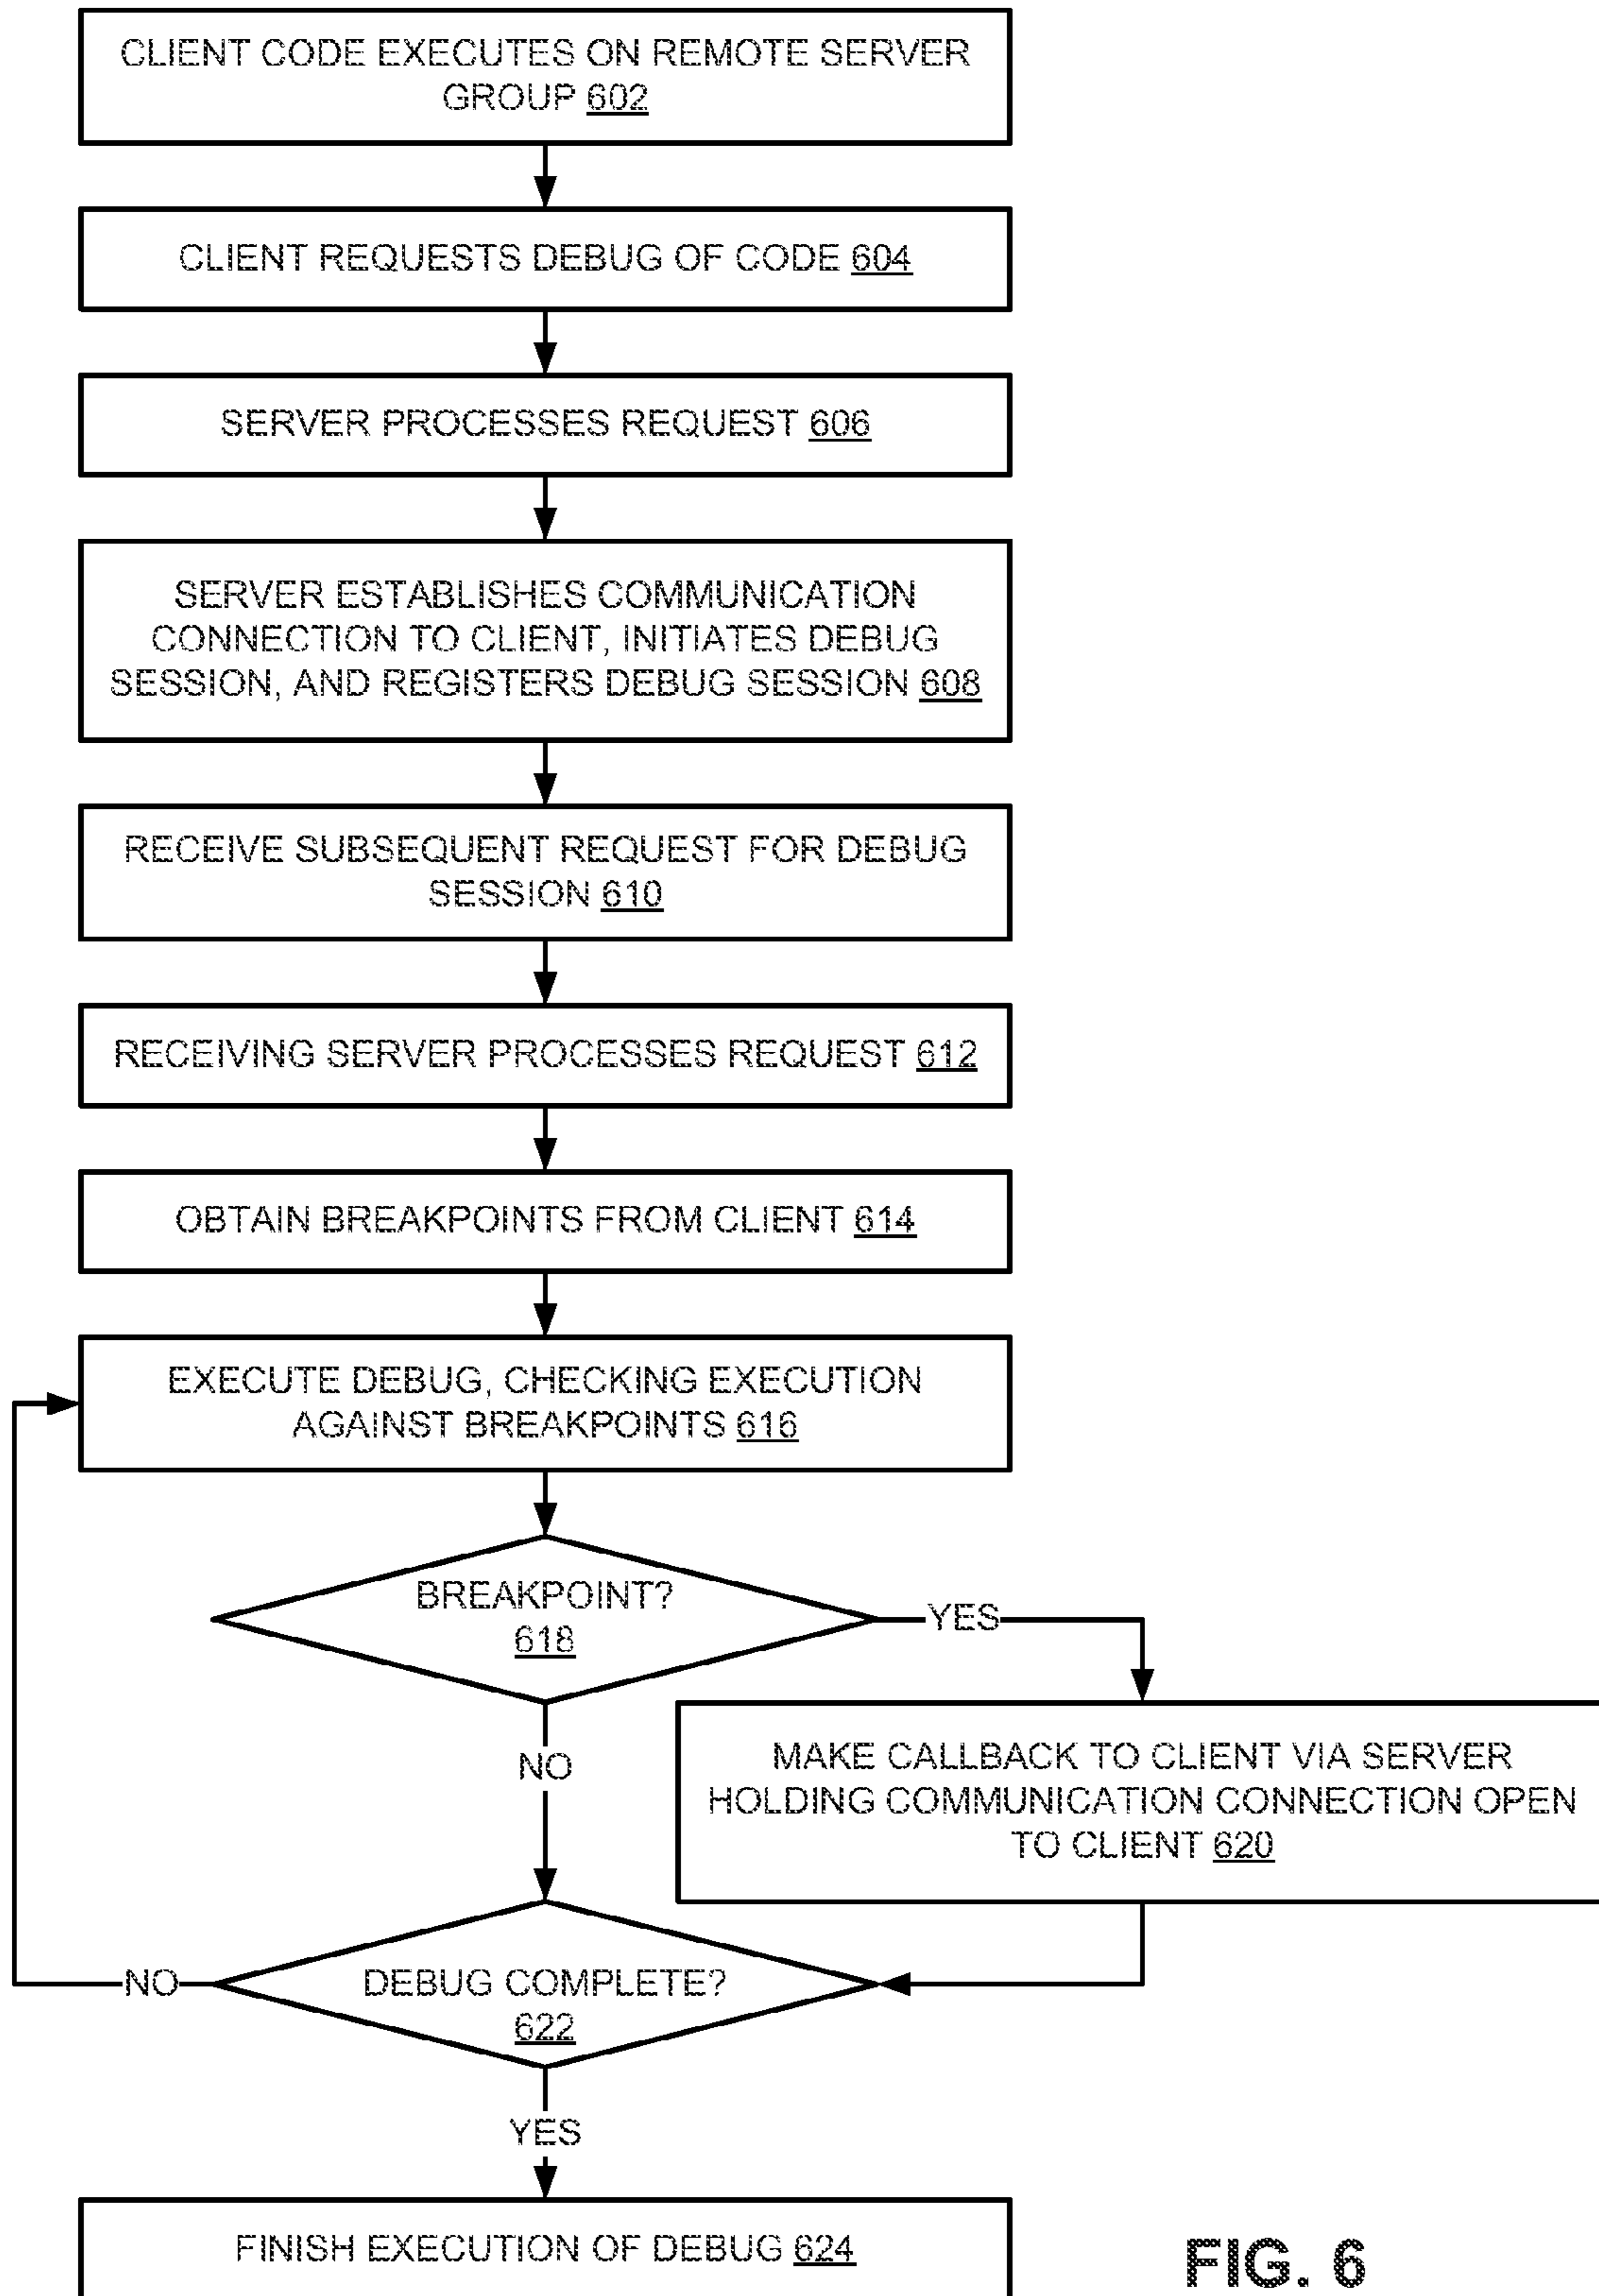 CLIENT CODE EXECUTES ON REMOTE SERVER
GROUP 602
CLIENT REQUESTS DEBUG OF CODE 604
SERVER PROCESSES REQUEST 606
SERVER ESTABLISHES COMMUNICATION
CONNECTION TO CLIENT, INITIATES DEBUG
SESSION, AND REGISTERS DEBUG SESSION 608
RECEIVE SUBSEQUENT REQUEST FOR DEBUG
SESSION 610
RECEIVING SERVER PROCESSES REQUEST 612
OBTAIN BREAKPOINTS FROM CLIENT 614
EXECUTE DEBUG, CHECKING EXECUTION
AGAINST BREAKPOINTS 616
BREAKPOINT?
618
YES
NO
MAKE CALLBACK TO CLIENT VIA SERVER
HOLDING COMMUNICATION CONNECTION OPEN
TO CLIENT 620
NO
DEBUG COMPLETE?
622
YES
FINISH EXECUTION OF DEBUG 624
FIG. 6